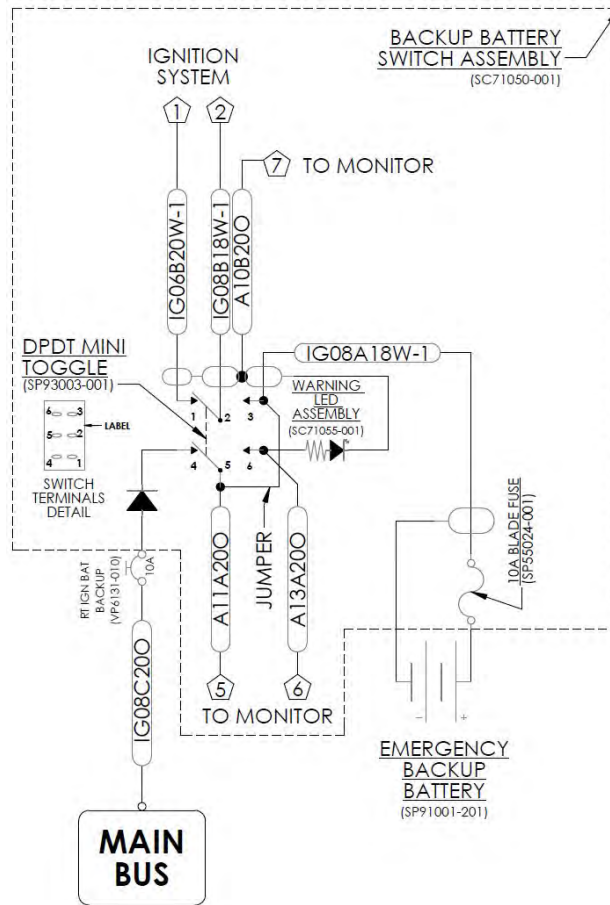 BACKUP BATTERY
SWITCH ASSEMBLY
(SC71050-001)
IGNITION
SYSTEM
1
2
7 TO MONITOR
IG06B20W-1
IG08B18W-1
A10B20O
IG08A18W-1
DPDT MINI
TOGGLE
(SP93003-001)
WARNING
LED
ASSEMBLY
(SC71055-001)
1 2 3
4 5 6
6 3
5 2
4 1
LABEL
SWITCH
TERMINALS
DETAIL
10A BLADE FUSE
(SP55024-001)
RT IGN BAT
BACKUP
(VP6131-010)
10A
JUMPER
A11A20O
A13A20O
IG08C20O
5
6
TO MONITOR
- +
EMERGENCY
BACKUP
BATTERY
(SP91001-201)
MAIN
BUS